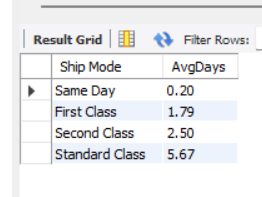 Result Grid Filter Rows:
Ship Mode AvgDays
Same Day 0.20
First Class 1.79
Second Class 2.50
Standard Class 5.67